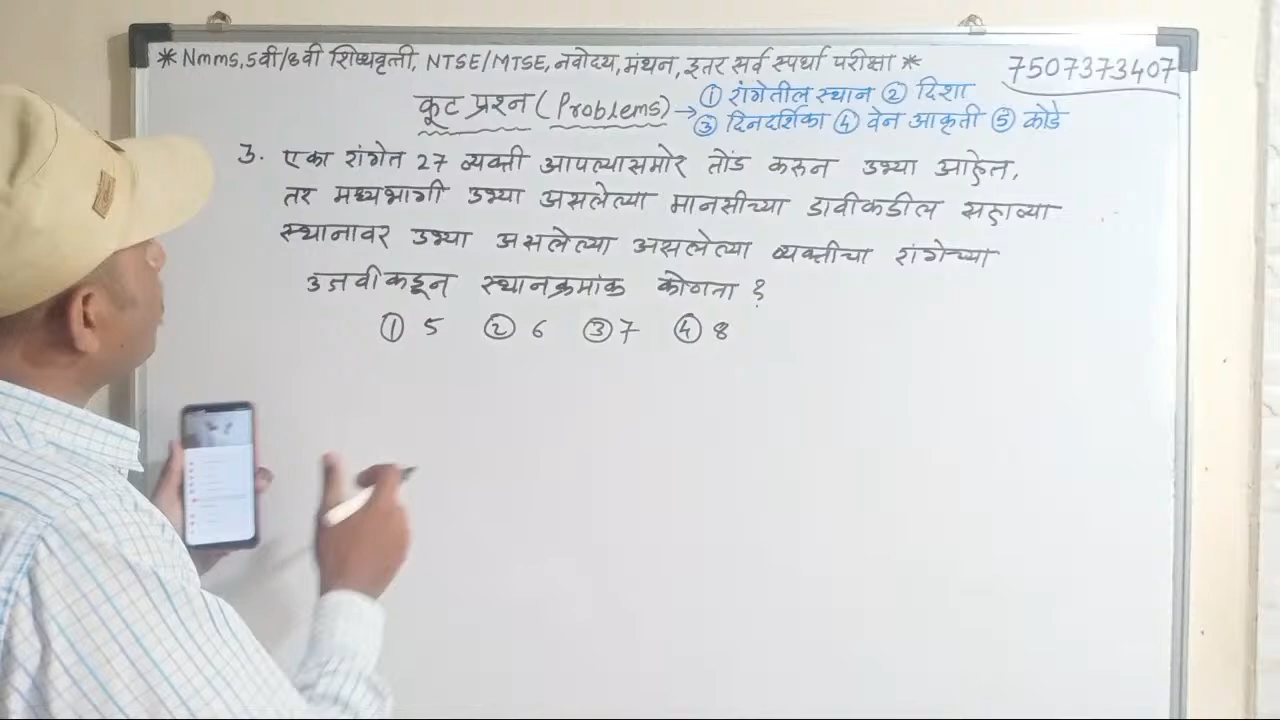 * Nmms, 5वी/8वी शिष्यवृत्ती, NTSE/MTSE, नवोदय, मंथन, इतर सर्व स्पर्धा परीक्षा *
7507373407
कूट प्रश्न (Problems) → ① रांगेतील स्थान ② दिशा
③ दिनदर्शिका ④ वेन आकृती ⑤ कोडे
3. एका रांगेत 27 व्यक्ती आपल्यासमोर तोंड करून उभ्या आहेत,
तर मध्यभागी उभ्या असलेल्या मानसीच्या डावीकडील सहाव्या
स्थानावर उभ्या असलेल्या असलेल्या व्यक्तीचा रांगेच्या
उजवीकडून स्थानक्रमांक कोणता ?
① 5 ② 6 ③ 7 ④ 8